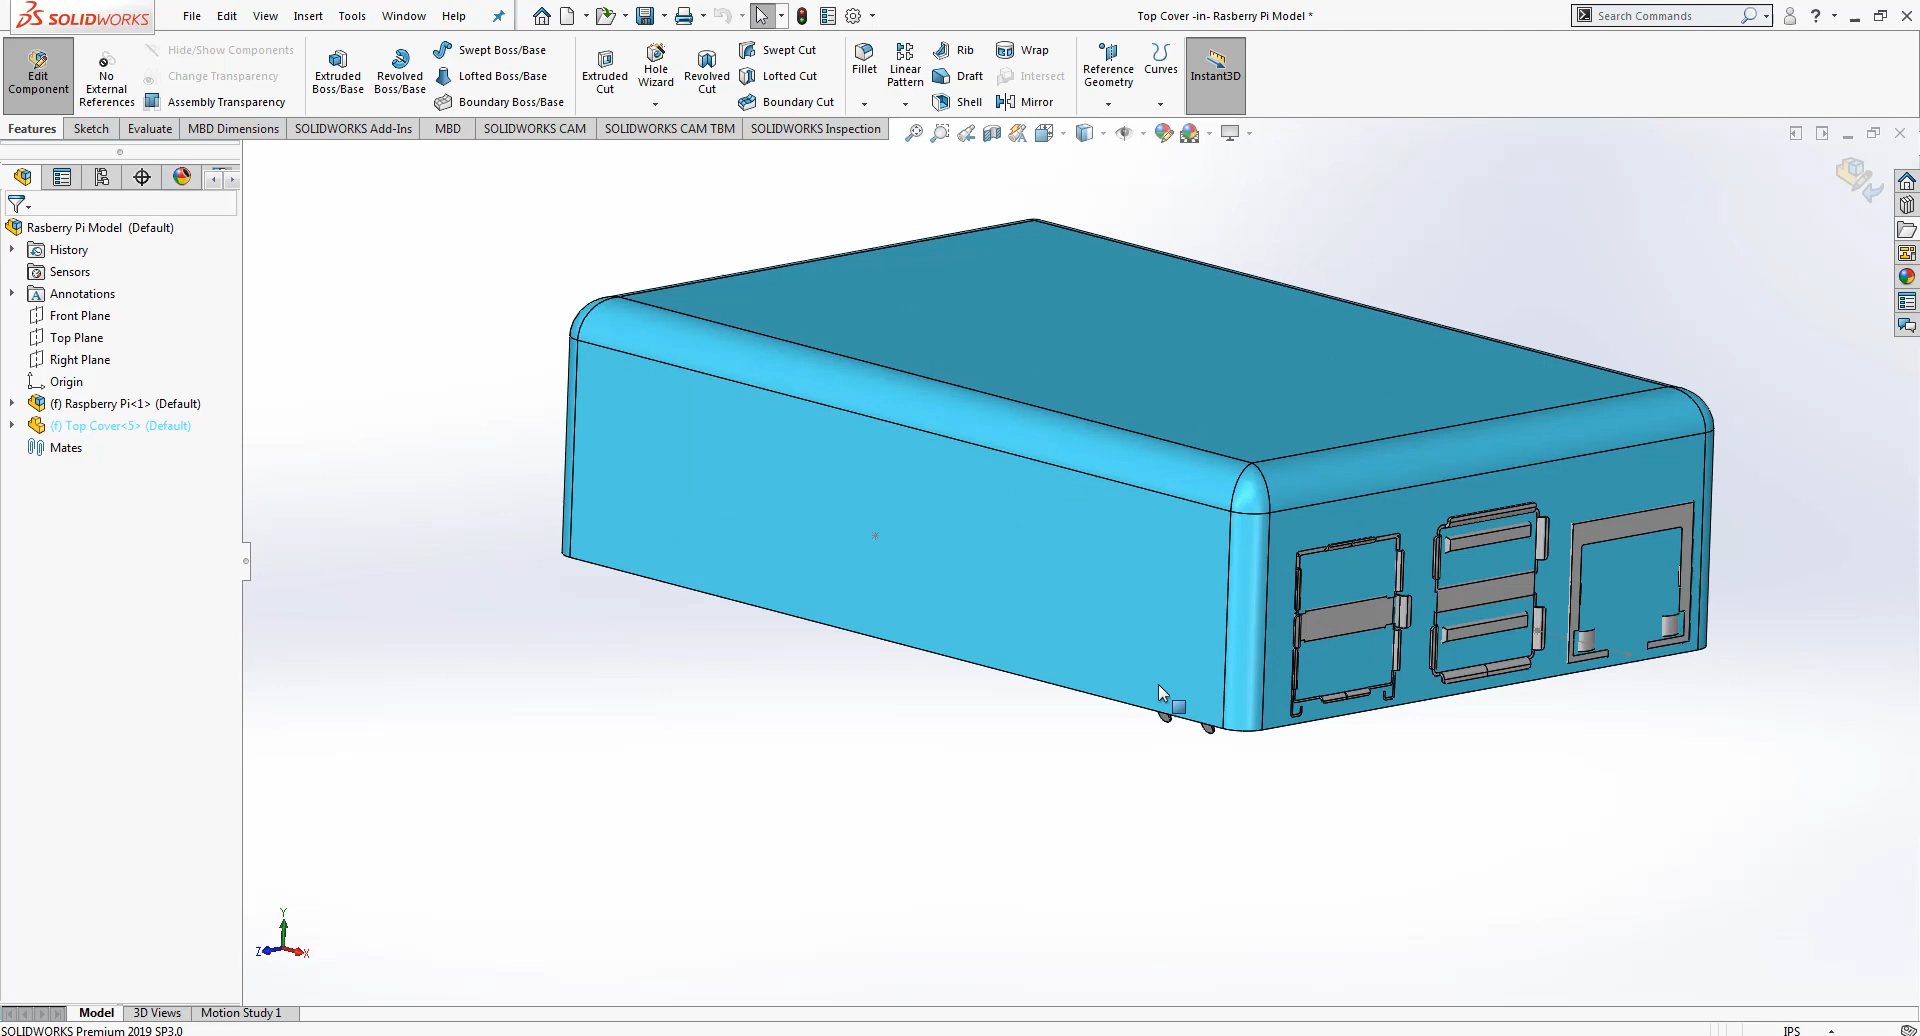 SOLIDWORKS
File Edit View Insert Tools Window Help
Top Cover -in- Rasberry Pi Model *
Search Commands
?
Edit Component
No External References
Hide/Show Components
Change Transparency
Assembly Transparency
Extruded Boss/Base
Revolved Boss/Base
Swept Boss/Base
Lofted Boss/Base
Boundary Boss/Base
Extruded Cut
Hole Wizard
Revolved Cut
Swept Cut
Lofted Cut
Boundary Cut
Fillet
Linear Pattern
Rib
Draft
Shell
Wrap
Intersect
Mirror
Reference Geometry
Curves
Instant3D
Features Sketch Evaluate MBD Dimensions SOLIDWORKS Add-Ins MBD SOLIDWORKS CAM SOLIDWORKS CAM TBM SOLIDWORKS Inspection
Rasberry Pi Model (Default)
History
Sensors
Annotations
Front Plane
Top Plane
Right Plane
Origin
(f) Raspberry Pi<1> (Default)
(f) Top Cover<5> (Default)
Mates
Y
Z
X
Model 3D Views Motion Study 1
SOLIDWORKS Premium 2019 SP3.0
IPS